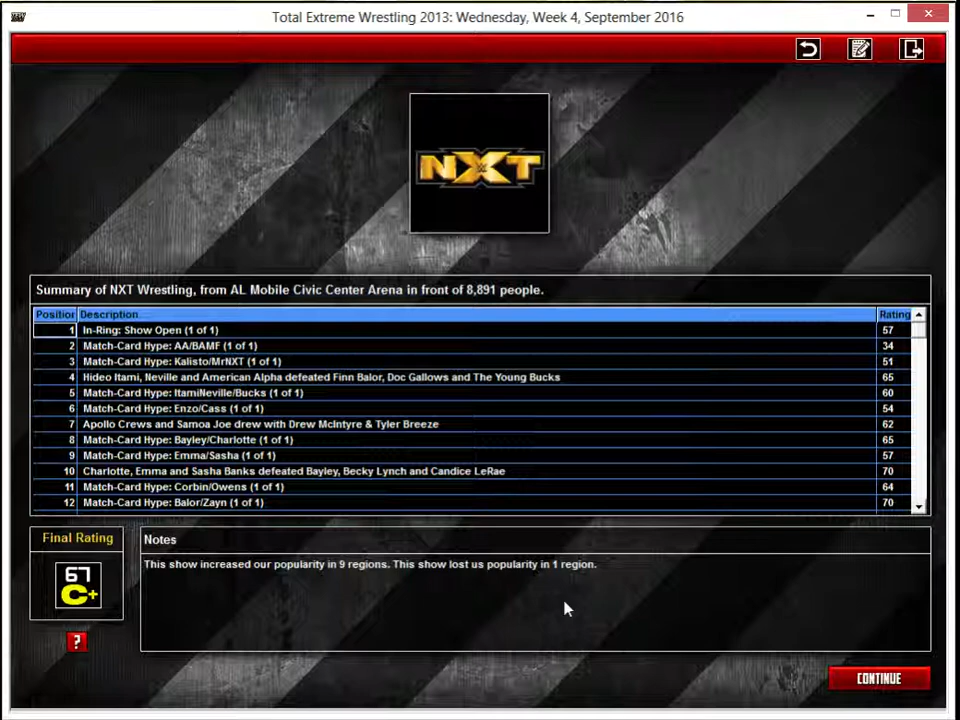 Total Extreme Wrestling 2013: Wednesday, Week 4, September 2016
NXT
Summary of NXT Wrestling, from AL Mobile Civic Center Arena in front of 8,891 people.
Position Description Rating
1 In-Ring: Show Open (1 of 1) 57
2 Match-Card Hype: AA/BAMF (1 of 1) 34
3 Match-Card Hype: Kalisto/MrNXT (1 of 1) 51
4 Hideo Itami, Neville and American Alpha defeated Finn Balor, Doc Gallows and The Young Bucks 65
5 Match-Card Hype: ItamiNeville/Bucks (1 of 1) 60
6 Match-Card Hype: Enzo/Cass (1 of 1) 54
7 Apollo Crews and Samoa Joe drew with Drew McIntyre & Tyler Breeze 62
8 Match-Card Hype: Bayley/Charlotte (1 of 1) 65
9 Match-Card Hype: Emma/Sasha (1 of 1) 57
10 Charlotte, Emma and Sasha Banks defeated Bayley, Becky Lynch and Candice LeRae 70
11 Match-Card Hype: Corbin/Owens (1 of 1) 64
12 Match-Card Hype: Balor/Zayn (1 of 1) 70
Final Rating
67
C+
?
Notes
This show increased our popularity in 9 regions. This show lost us popularity in 1 region.
CONTINUE